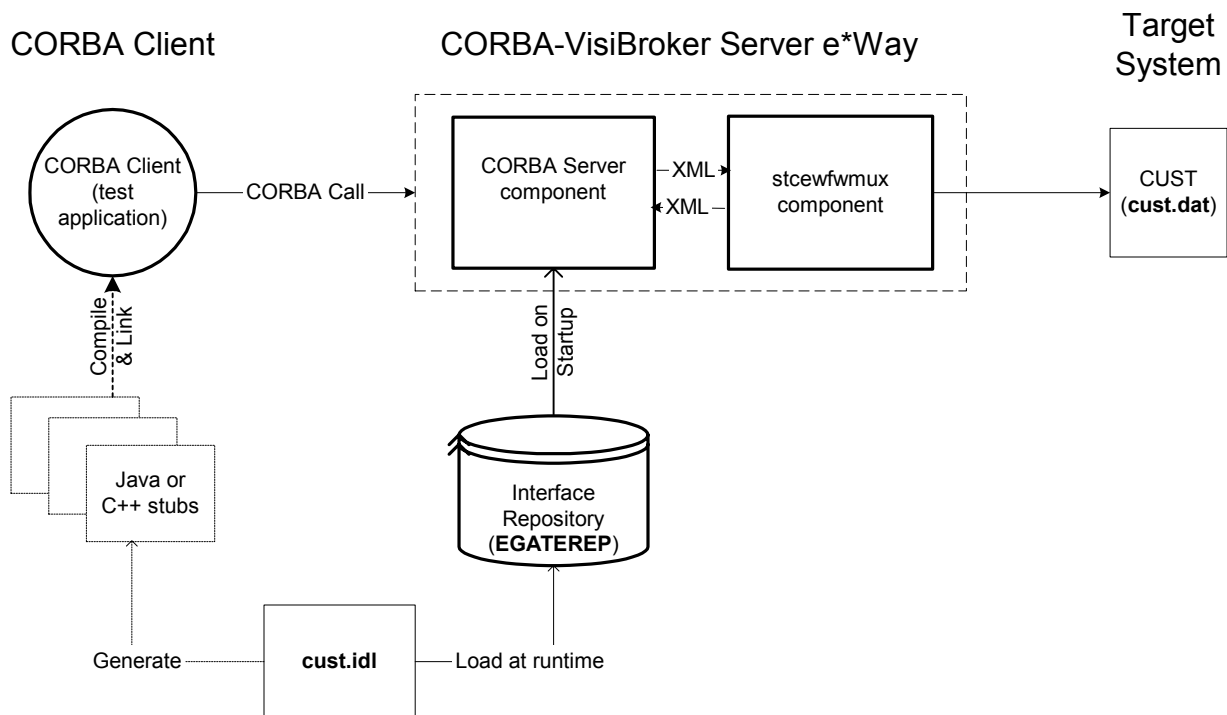 CORBA Client
CORBA-VisiBroker Server e*Way
Target
System
CORBA Client
(test
application)
CORBA Call
CORBA Server
component
XML
XML
stcewfwmux
component
CUST
(cust.dat)
Compile
& Link
Load on
Startup
Java or
C++ stubs
Interface
Repository
(EGATEREP)
Generate
cust.idl
Load at runtime